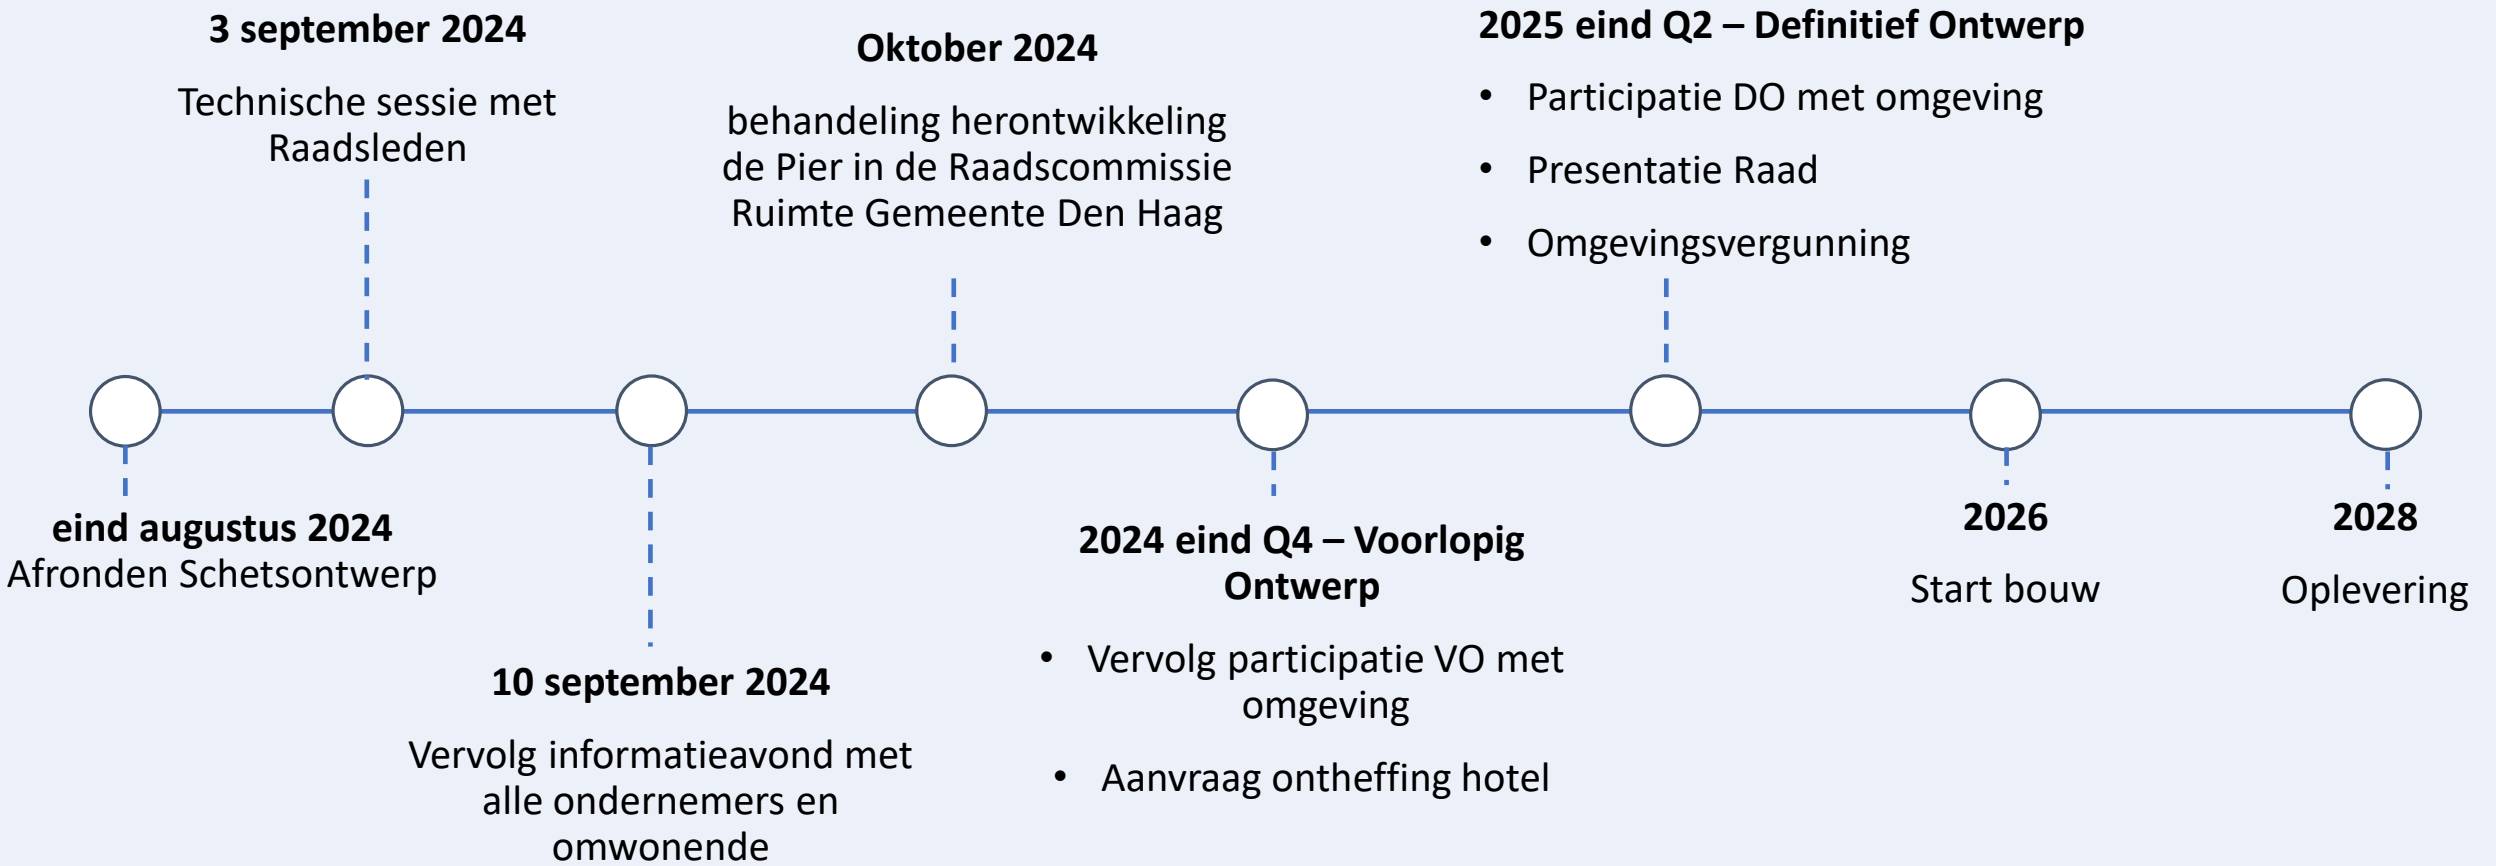 3 september 2024
Technische sessie met
Raadsleden
Oktober 2024
behandeling herontwikkeling
de Pier in de Raadscommissie
Ruimte Gemeente Den Haag
2025 eind Q2 – Definitief Ontwerp
• Participatie DO met omgeving
• Presentatie Raad
• Omgevingsvergunning
eind augustus 2024
Afronden Schetsontwerp
10 september 2024
Vervolg informatieavond met
alle ondernemers en
omwonende
2024 eind Q4 – Voorlopig
Ontwerp
• Vervolg participatie VO met
omgeving
• Aanvraag ontheffing hotel
2026
Start bouw
2028
Oplevering